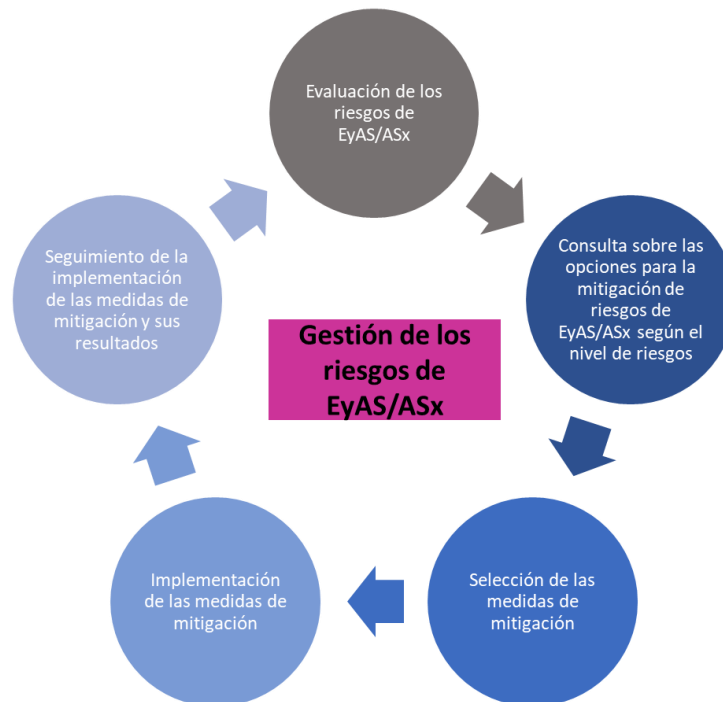 Evaluación de los
riesgos de
EyAS/ASx
Consulta sobre las
opciones para la
mitigación de
riesgos de
EyAS/ASx según el
nivel de riesgos
Selección de las
medidas de
mitigación
Implementación
de las medidas de
mitigación
Seguimiento de la
implementación
de las medidas de
mitigación y sus
resultados
Gestión de los
riesgos de
EyAS/ASx